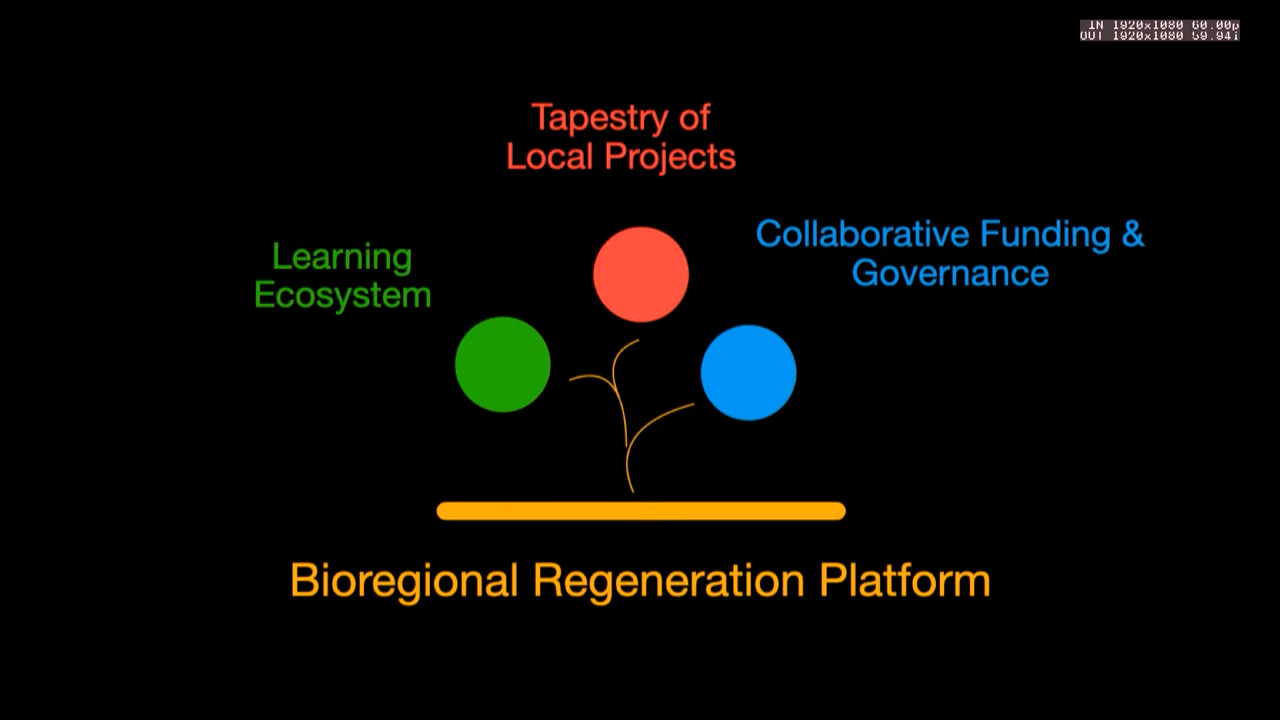 IN 1920x1080 60.00p
OUT 1920x1080 59.94i
Tapestry of
Local Projects
Collaborative Funding &
Governance
Learning
Ecosystem
Bioregional Regeneration Platform